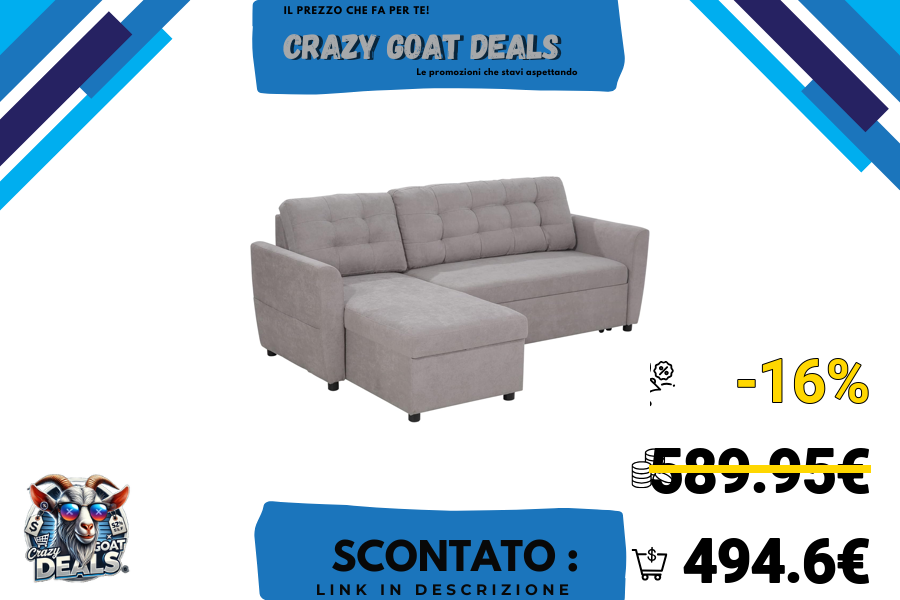 IL PREZZO CHE FA PER TE!
CRAZY GOAT DEALS
Le promozioni che stavi aspettando
-16%
589.95€
494.6€
SCONTATO :
LINK IN DESCRIZIONE
Crazy
GOAT
DEALS